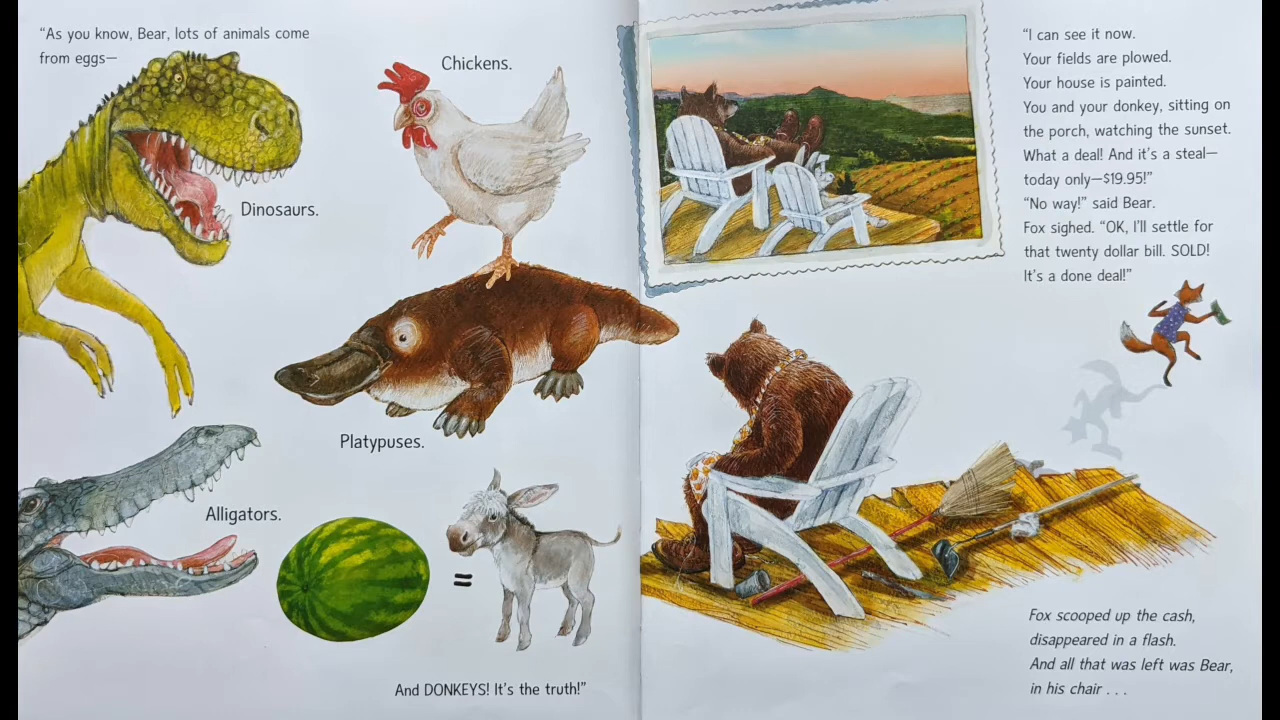 “As you know, Bear, lots of animals come
from eggs—
Chickens.
Dinosaurs.
Platypuses.
Alligators.
=
And DONKEYS! It’s the truth!”
“I can see it now.
Your fields are plowed.
Your house is painted.
You and your donkey, sitting on
the porch, watching the sunset.
What a deal! And it’s a steal—
today only—$19.95!”
“No way!” said Bear.
Fox sighed. “OK, I’ll settle for
that twenty dollar bill. SOLD!
It’s a done deal!”
Fox scooped up the cash,
disappeared in a flash.
And all that was left was Bear,
in his chair . . .